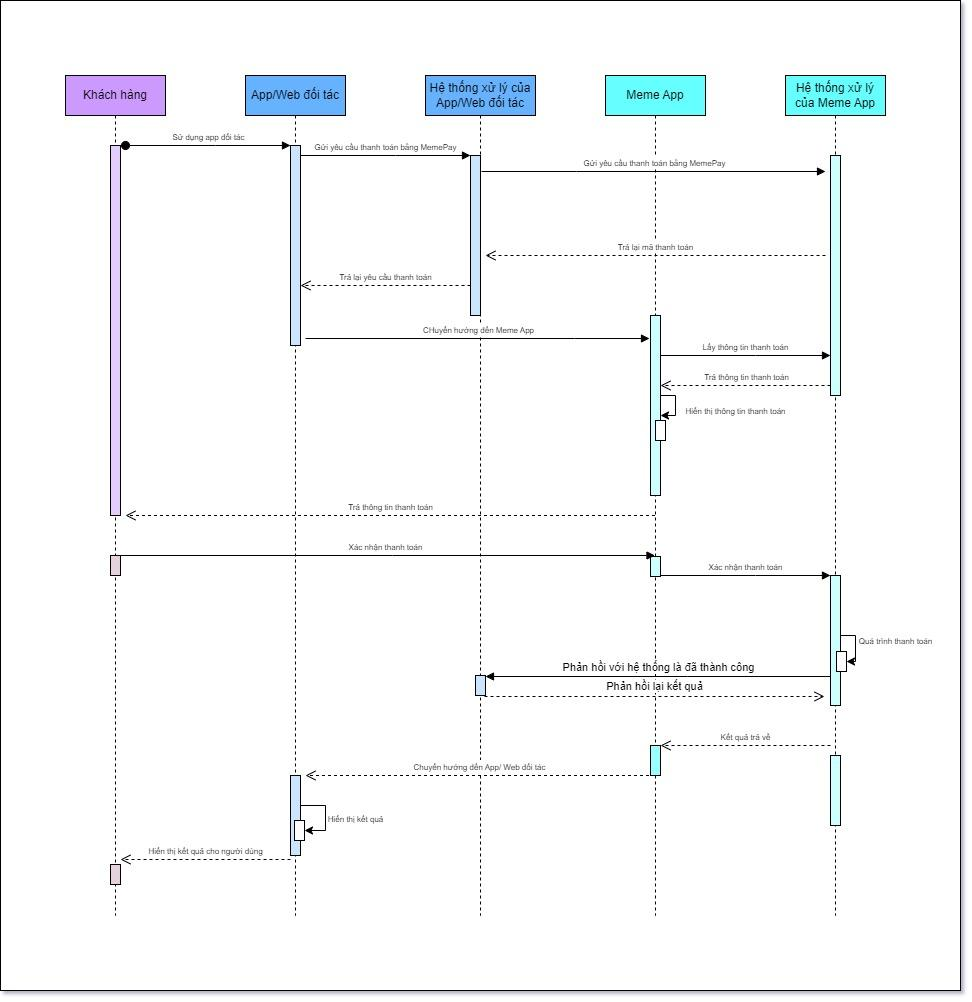 Khách hàng
App/Web đối tác
Hệ thống xử lý của
App/Web đối tác
Meme App
Hệ thống xử lý
của Meme App
Sử dụng app đối tác
Gửi yêu cầu thanh toán bằng MemePay
Gửi yêu cầu thanh toán bằng MemePay
Trả lại mã thanh toán
Trả lại yêu cầu thanh toán
CHuyển hướng đến Meme App
Lấy thông tin thanh toán
Trả thông tin thanh toán
Hiển thị thông tin thanh toán
Trả thông tin thanh toán
Xác nhận thanh toán
Xác nhận thanh toán
Quá trình thanh toán
Phản hồi với hệ thống là đã thành công
Phản hồi lại kết quả
Kết quả trả về
Chuyển hướng đến App/ Web đối tác
Hiển thị kết quả
Hiển thị kết quả cho người dùng